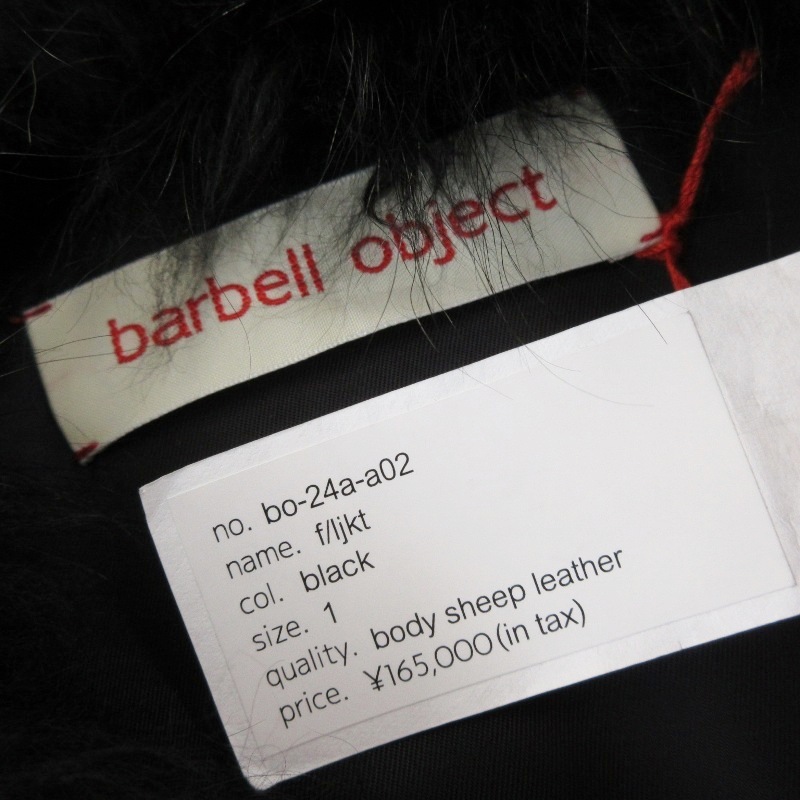 barbell object
no. bo-24a-a02
name. f/ljkt
col. black
size. 1
quality. body sheep leather
price. ¥165,000(in tax)